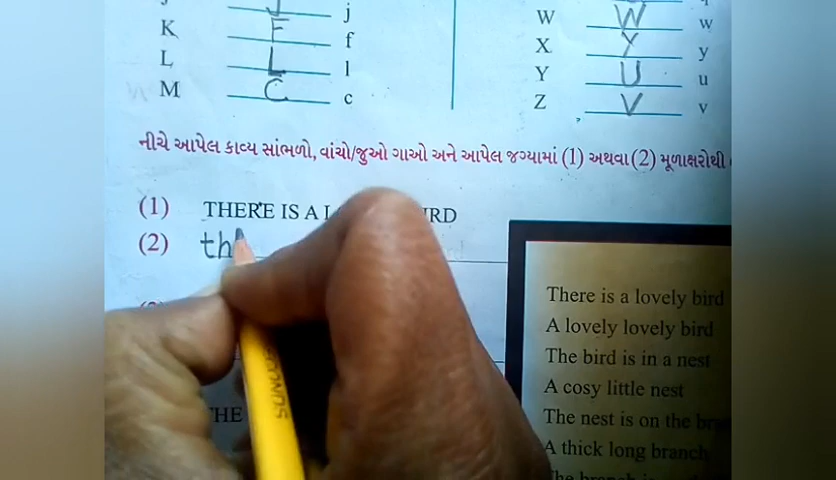 K F f
L L l
M C c
W W w
X Y y
Y U u
Z V v
નીચે આપેલ કાવ્ય સાંભળો, વાંચો/જુઓ ગાઓ અને આપેલ જગ્યામાં (1) અથવા (2) મૂળાક્ષરોથી
(1) THERE IS A
(2) th
There is a lovely bird
A lovely lovely bird
The bird is in a nest
A cosy little nest
The nest is on the
A thick long branch